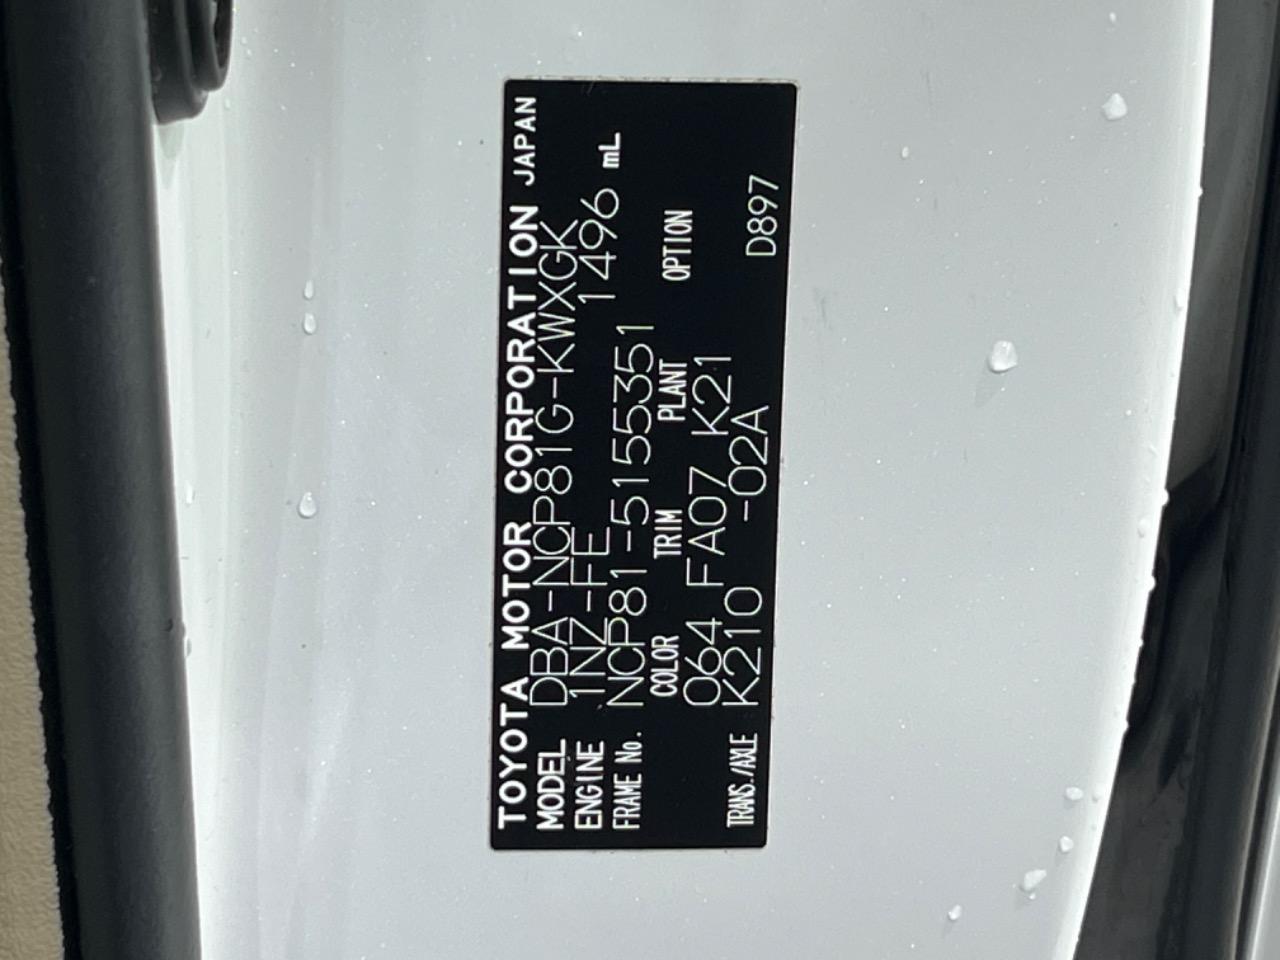 TOYOTA MOTOR CORPORATION JAPAN
MODEL DBA-NCP81G-KWXGK
ENGINE 1NZ-FE 1496 mL
FRAME No. NCP81-5155351
COLOR TRIM PLANT OPTION
064 FA07 K21
TRANS./AXLE K210 -02A D897